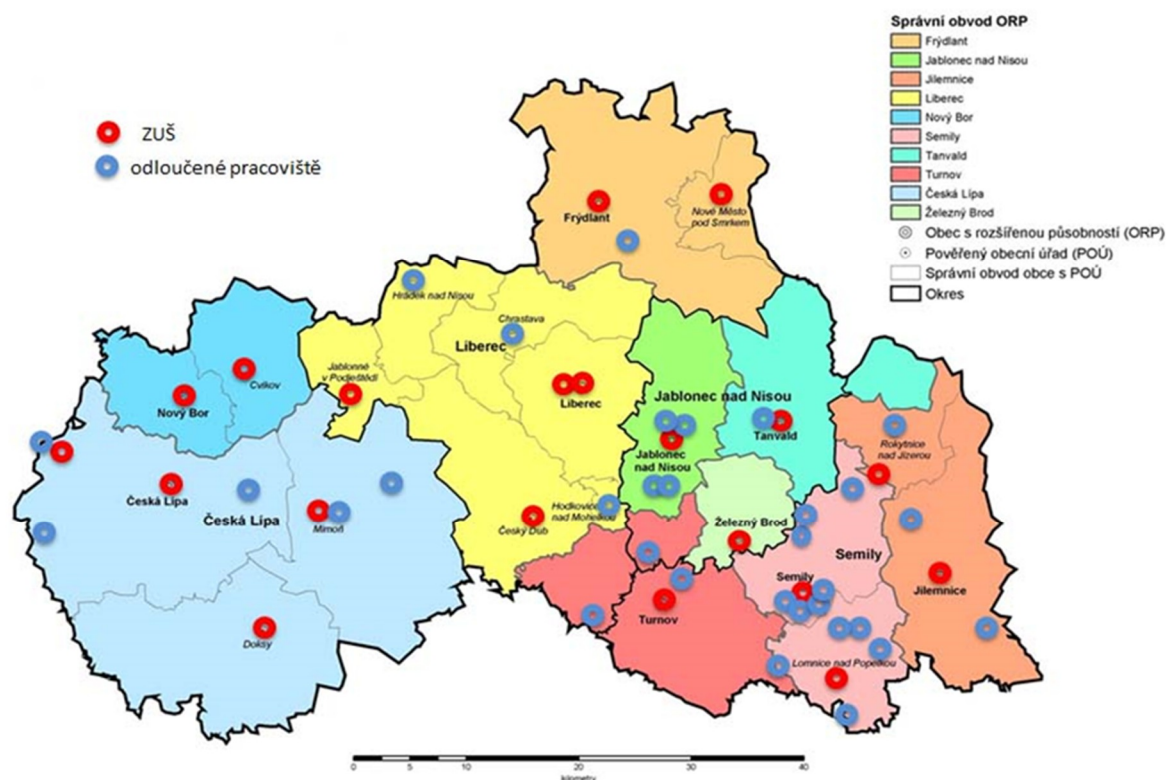 Správní obvod ORP
Frýdlant
Jablonec nad Nisou
Jilemnice
Liberec
Nový Bor
Semily
Tanvald
Turnov
Česká Lípa
Železný Brod
Obec s rozšířenou působností (ORP)
Pověřený obecní úřad (POÚ)
Správní obvod obce s POÚ
Okres
ZUŠ
odloučené pracoviště
Frýdlant
Nové Město
pod Smrkem
Hrádek nad Nisou
Chrastava
Liberec
Jablonné
v Podještědí
Cvikov
Nový Bor
Liberec
Jablonec nad Nisou
Tanvald
Jablonec
nad Nisou
Rokytnice
nad Jizerou
Česká Lípa
Česká Lípa
Mimoň
Český Dub
Hodkovice
nad Mohelkou
Železný Brod
Semily
Semily
Jilemnice
Turnov
Doksy
Lomnice nad Popelkou
0 5 10 20 30 40
kilometry